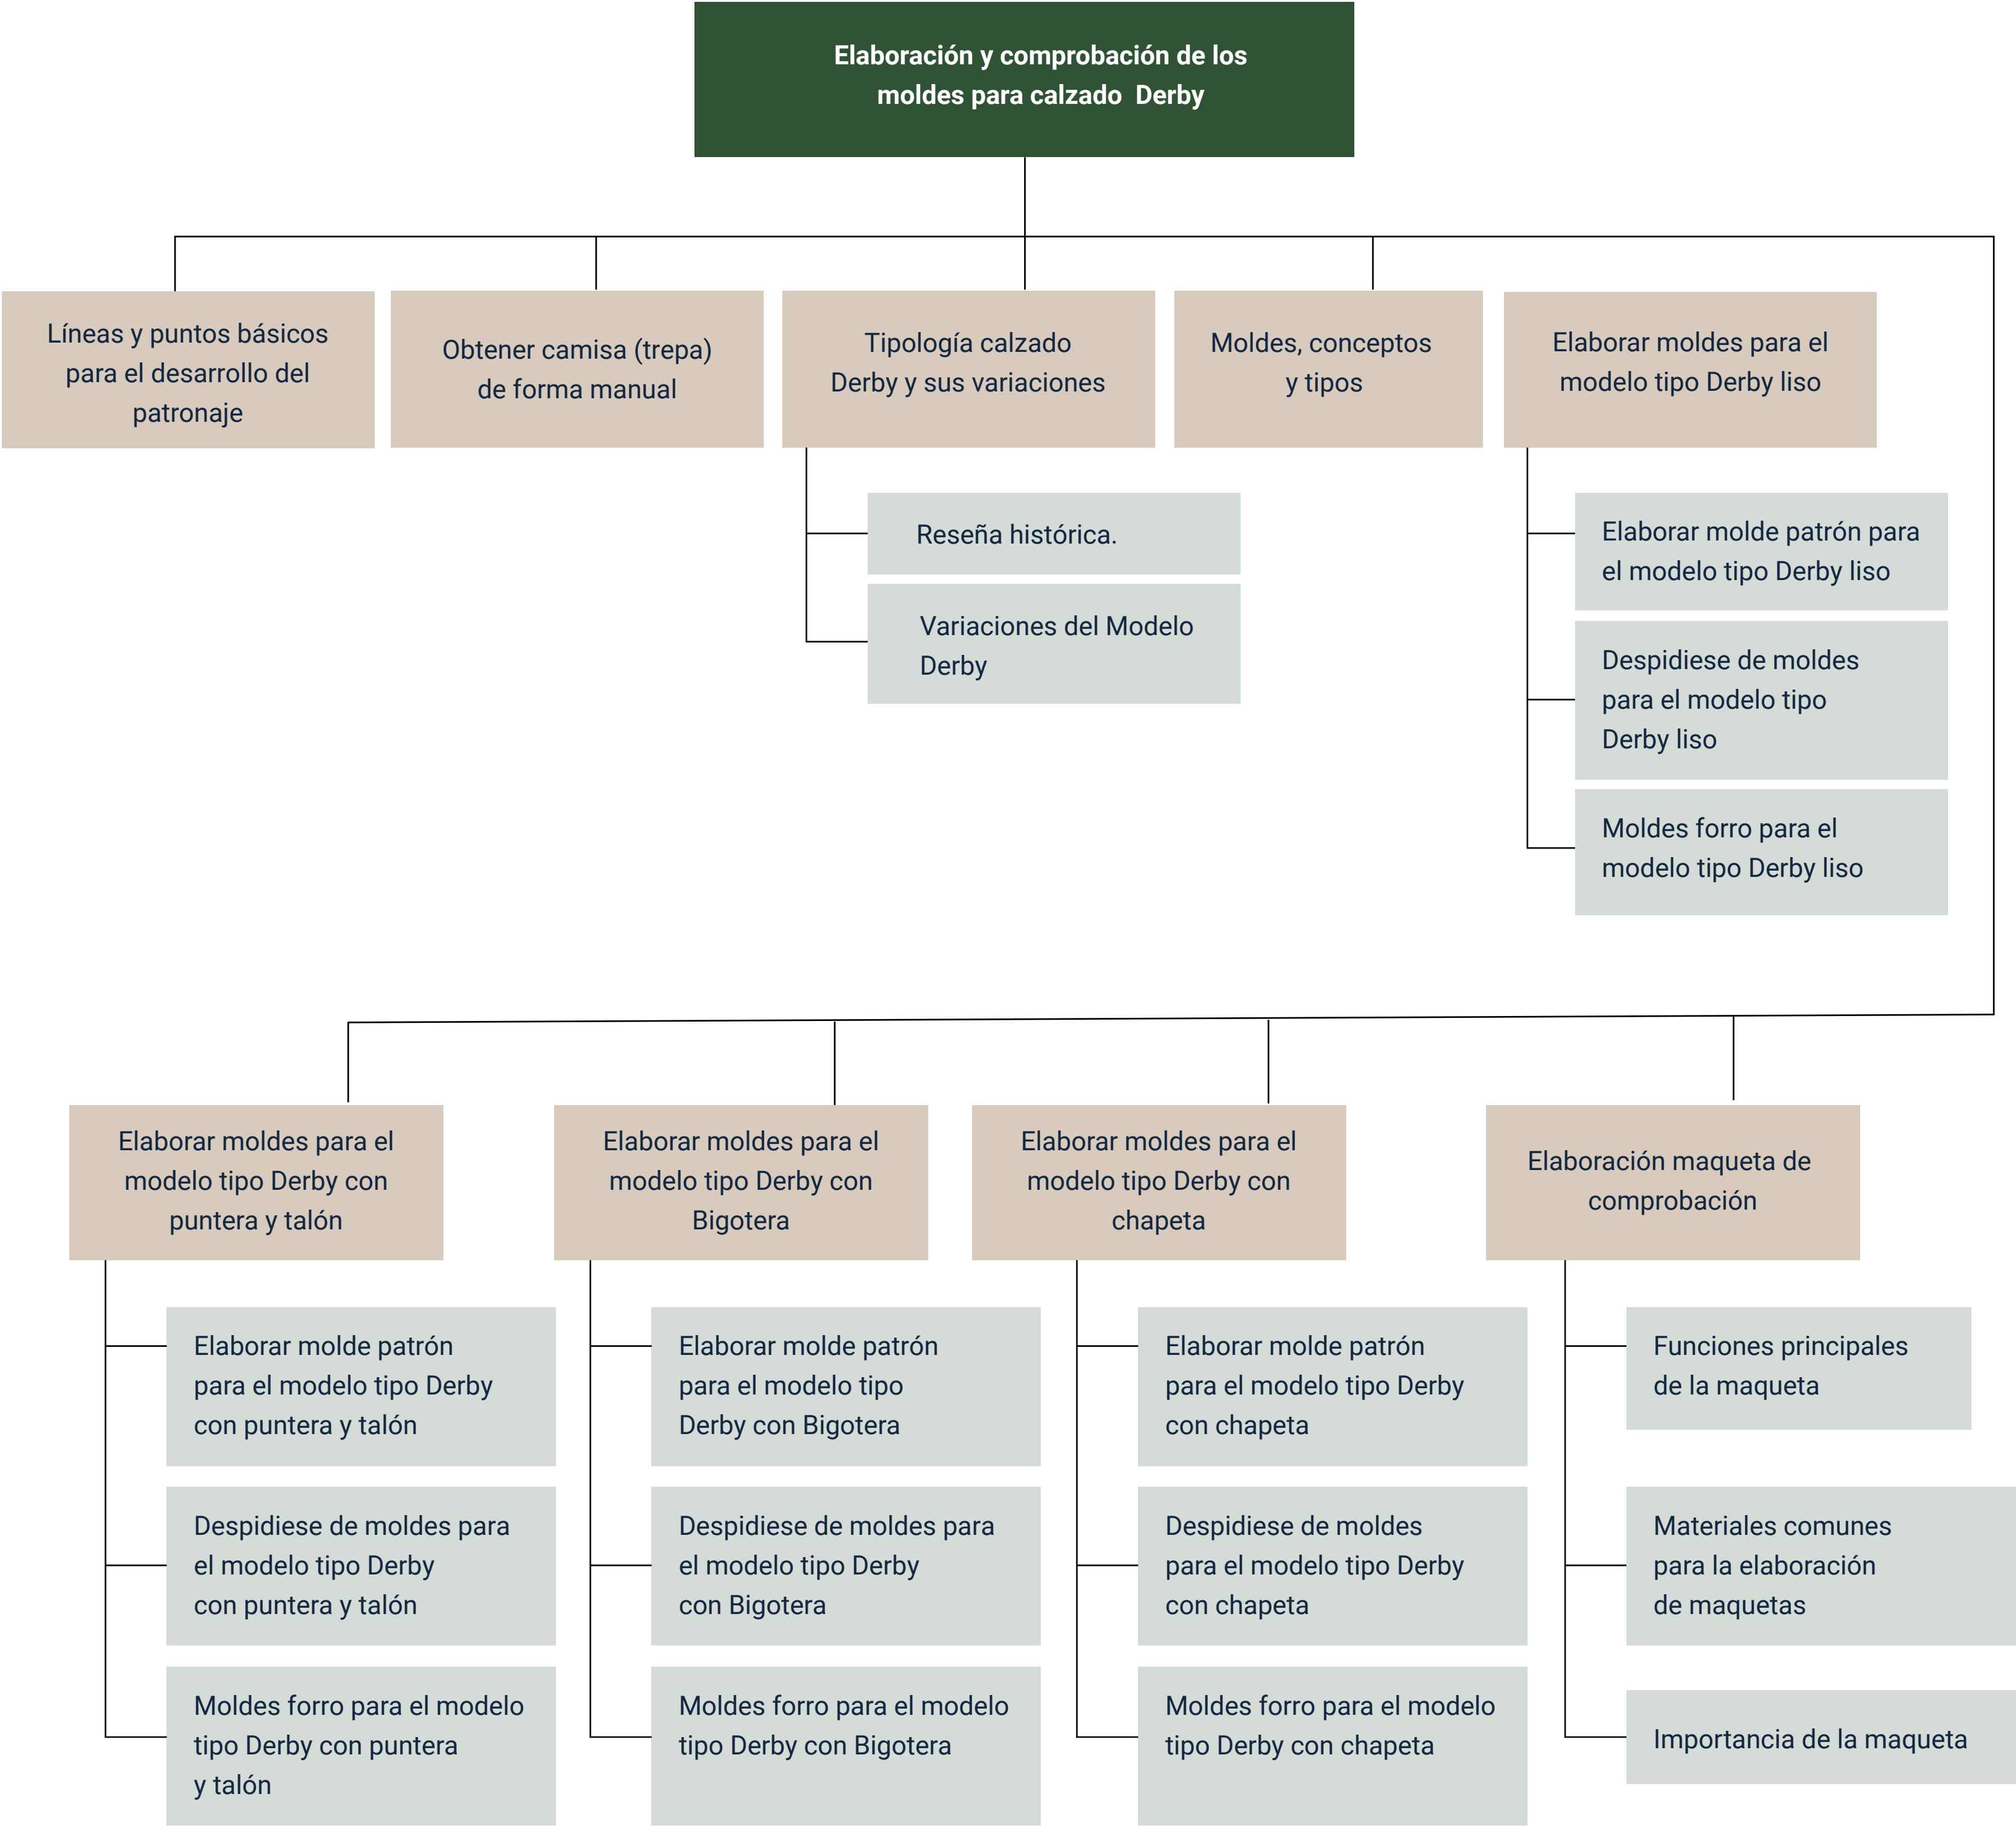 Elaboración y comprobación de los
moldes para calzado Derby
Líneas y puntos básicos
para el desarrollo del
patronaje
Obtener camisa (trepa)
de forma manual
Tipología calzado
Derby y sus variaciones
Moldes, conceptos
y tipos
Elaborar moldes para el
modelo tipo Derby liso
Reseña histórica.
Variaciones del Modelo
Derby
Elaborar molde patrón para
el modelo tipo Derby liso
Despidiese de moldes
para el modelo tipo
Derby liso
Moldes forro para el
modelo tipo Derby liso
Elaborar moldes para el
modelo tipo Derby con
puntera y talón
Elaborar moldes para el
modelo tipo Derby con
Bigotera
Elaborar moldes para el
modelo tipo Derby con
chapeta
Elaboración maqueta de
comprobación
Elaborar molde patrón
para el modelo tipo Derby
con puntera y talón
Despidiese de moldes para
el modelo tipo Derby
con puntera y talón
Moldes forro para el modelo
tipo Derby con puntera
y talón
Elaborar molde patrón
para el modelo tipo
Derby con Bigotera
Despidiese de moldes para
el modelo tipo Derby
con Bigotera
Moldes forro para el modelo
tipo Derby con Bigotera
Elaborar molde patrón
para el modelo tipo Derby
con chapeta
Despidiese de moldes
para el modelo tipo Derby
con chapeta
Moldes forro para el modelo
tipo Derby con chapeta
Funciones principales
de la maqueta
Materiales comunes
para la elaboración
de maquetas
Importancia de la maqueta